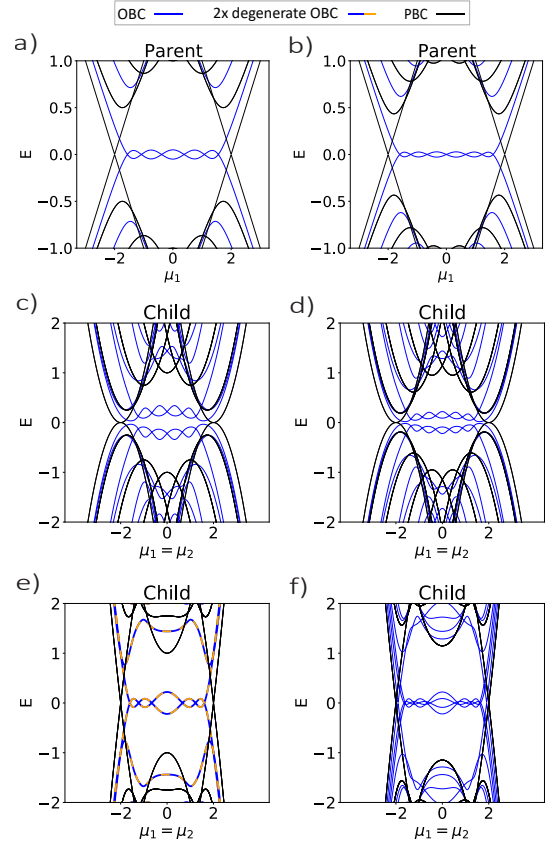 OBC 2x degenerate OBC PBC
a) Parent b) Parent
1.0 1.0
0.5 0.5
E 0.0 E 0.0
−0.5 −0.5
−1.0 −1.0
−2 0 2 −2 0 2
μ₁ μ₁
c) Child d) Child
2 2
1 1
E 0 E 0
−1 −1
−2 −2
−2 0 2 −2 0 2
μ₁ = μ₂ μ₁ = μ₂
e) Child f) Child
2 2
1 1
E 0 E 0
−1 −1
−2 −2
−2 0 2 −2 0 2
μ₁ = μ₂ μ₁ = μ₂